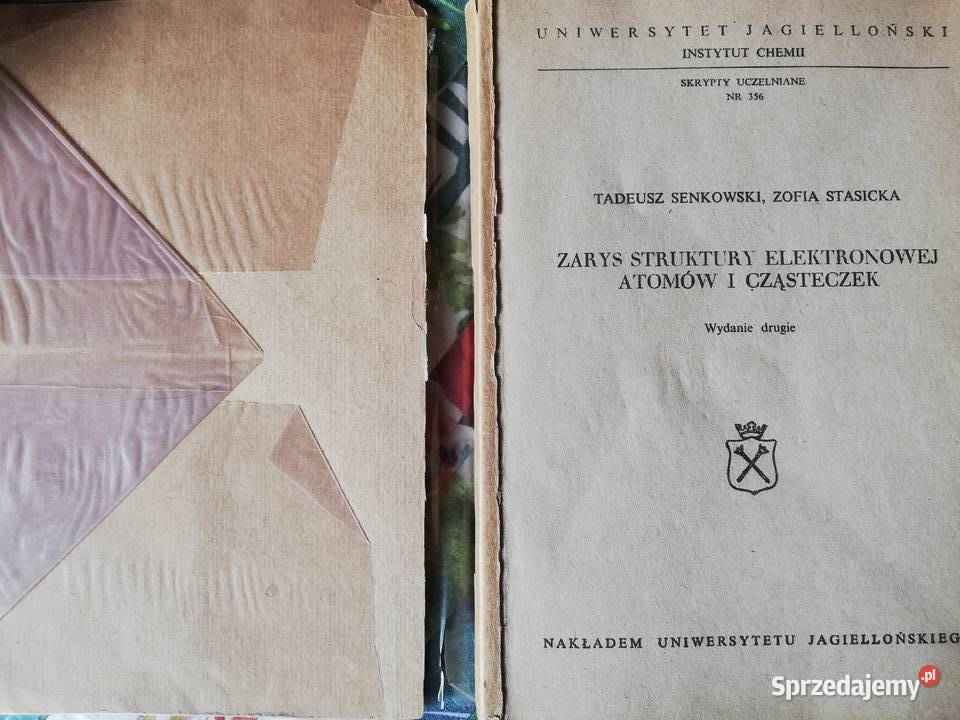 UNIWERSYTET JAGIELLOŃSKI
INSTYTUT CHEMII
SKRYPTY UCZELNIANE
NR 356
TADEUSZ SENKOWSKI, ZOFIA STASICKA
ZARYS STRUKTURY ELEKTRONOWEJ
ATOMÓW I CZĄSTECZEK
Wydanie drugie
NAKŁADEM UNIWERSYTETU JAGIELLOŃSKIEG
Sprzedajemy.pl